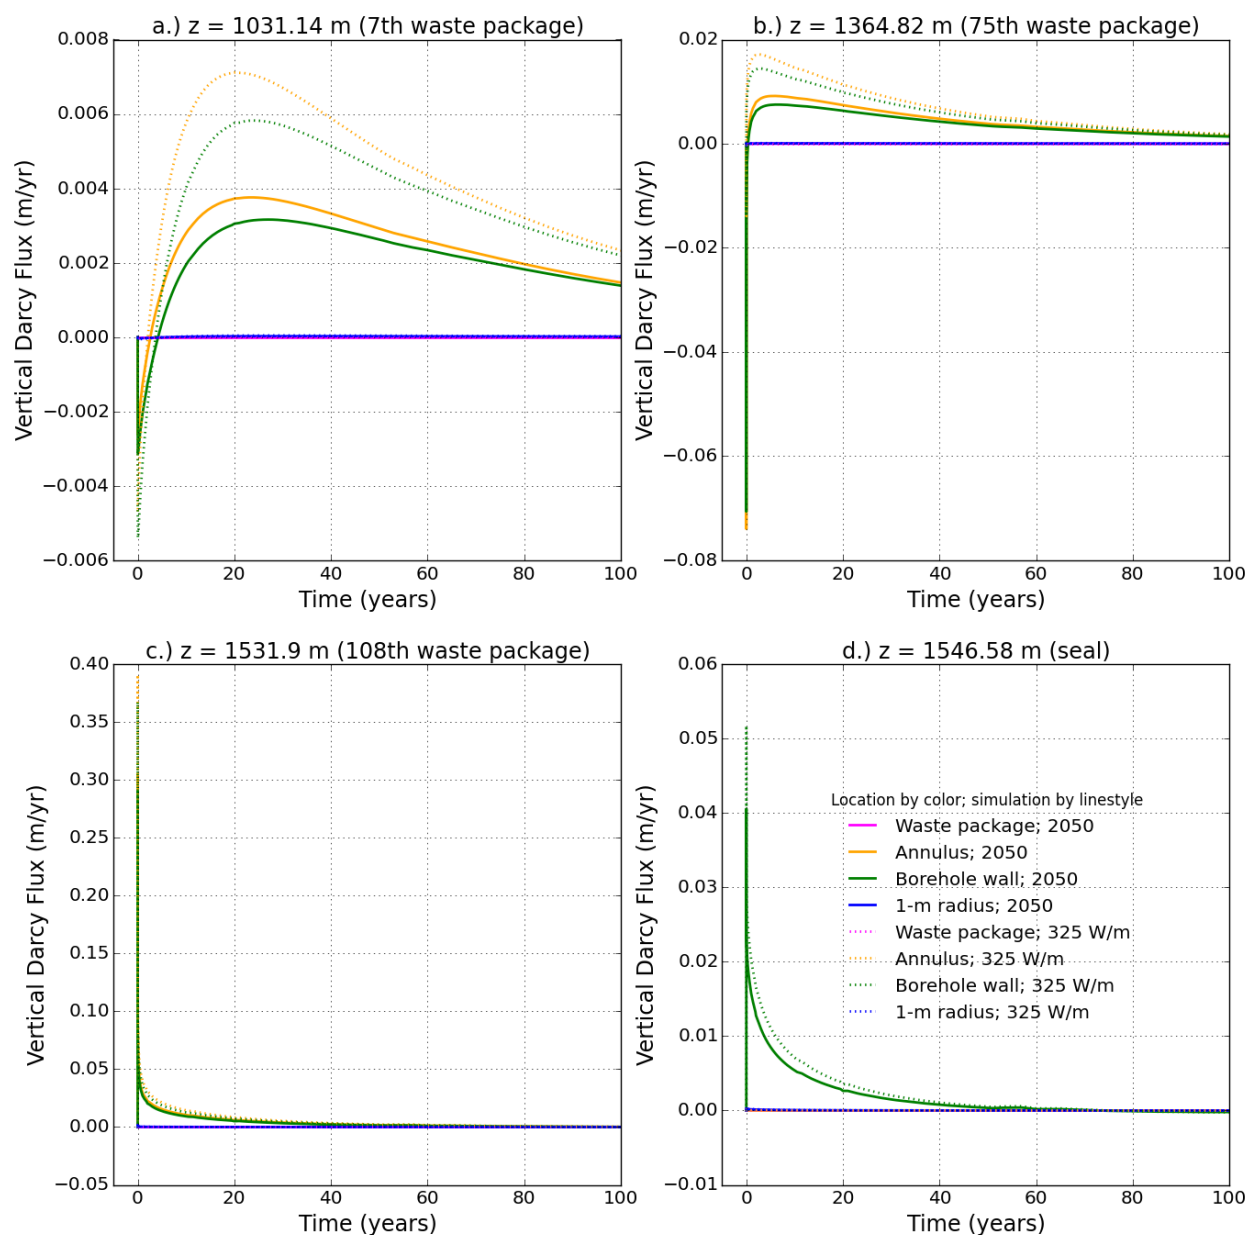 a.) z = 1031.14 m (7th waste package)
0.008
0.006
0.004
0.002
0.000
−0.002
−0.004
−0.006
Vertical Darcy Flux (m/yr)
0 20 40 60 80 100
Time (years)
b.) z = 1364.82 m (75th waste package)
0.02
0.00
−0.02
−0.04
−0.06
−0.08
Vertical Darcy Flux (m/yr)
0 20 40 60 80 100
Time (years)
c.) z = 1531.9 m (108th waste package)
0.40
0.35
0.30
0.25
0.20
0.15
0.10
0.05
0.00
−0.05
Vertical Darcy Flux (m/yr)
0 20 40 60 80 100
Time (years)
d.) z = 1546.58 m (seal)
0.06
0.05
0.04
0.03
0.02
0.01
0.00
−0.01
Vertical Darcy Flux (m/yr)
Location by color; simulation by linestyle
Waste package; 2050
Annulus; 2050
Borehole wall; 2050
1-m radius; 2050
Waste package; 325 W/m
Annulus; 325 W/m
Borehole wall; 325 W/m
1-m radius; 325 W/m
0 20 40 60 80 100
Time (years)